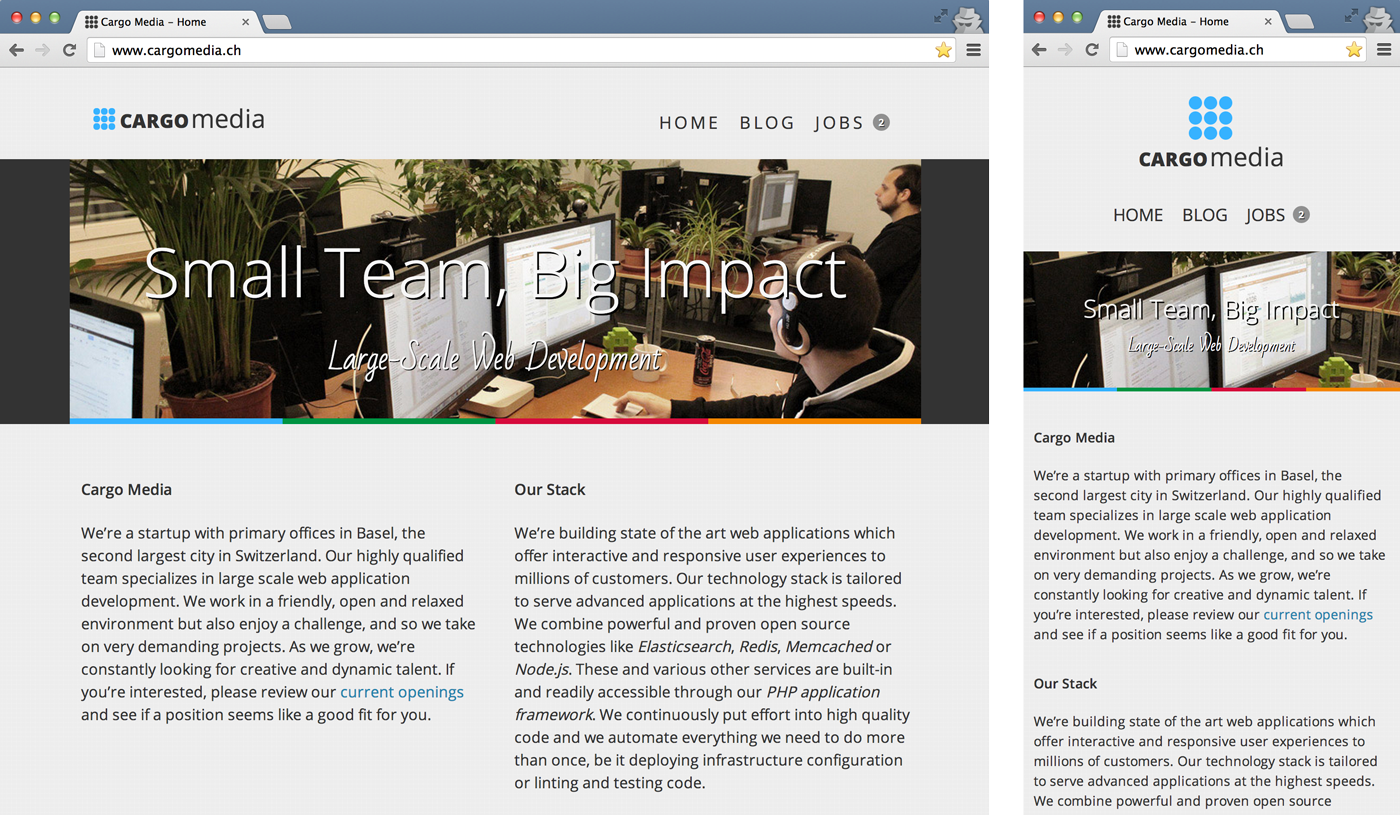 Cargo Media – Home
www.cargomedia.ch
CARGOmedia
HOME BLOG JOBS 2
Small Team, Big Impact
Large-Scale Web Development
Cargo Media
We’re a startup with primary offices in Basel, the
second largest city in Switzerland. Our highly qualified
team specializes in large scale web application
development. We work in a friendly, open and relaxed
environment but also enjoy a challenge, and so we take
on very demanding projects. As we grow, we’re
constantly looking for creative and dynamic talent. If
you’re interested, please review our current openings
and see if a position seems like a good fit for you.
Our Stack
We’re building state of the art web applications which
offer interactive and responsive user experiences to
millions of customers. Our technology stack is tailored
to serve advanced applications at the highest speeds.
We combine powerful and proven open source
technologies like Elasticsearch, Redis, Memcached or
Node.js. These and various other services are built-in
and readily accessible through our PHP application
framework. We continuously put effort into high quality
code and we automate everything we need to do more
than once, be it deploying infrastructure configuration
or linting and testing code.
Cargo Media – Home
www.cargomedia.ch
CARGOmedia
HOME BLOG JOBS 2
Small Team, Big Impact
Large-Scale Web Development
Cargo Media
We’re a startup with primary offices in Basel, the
second largest city in Switzerland. Our highly qualified
team specializes in large scale web application
development. We work in a friendly, open and relaxed
environment but also enjoy a challenge, and so we take
on very demanding projects. As we grow, we’re
constantly looking for creative and dynamic talent. If
you’re interested, please review our current openings
and see if a position seems like a good fit for you.
Our Stack
We’re building state of the art web applications which
offer interactive and responsive user experiences to
millions of customers. Our technology stack is tailored
to serve advanced applications at the highest speeds.
We combine powerful and proven open source